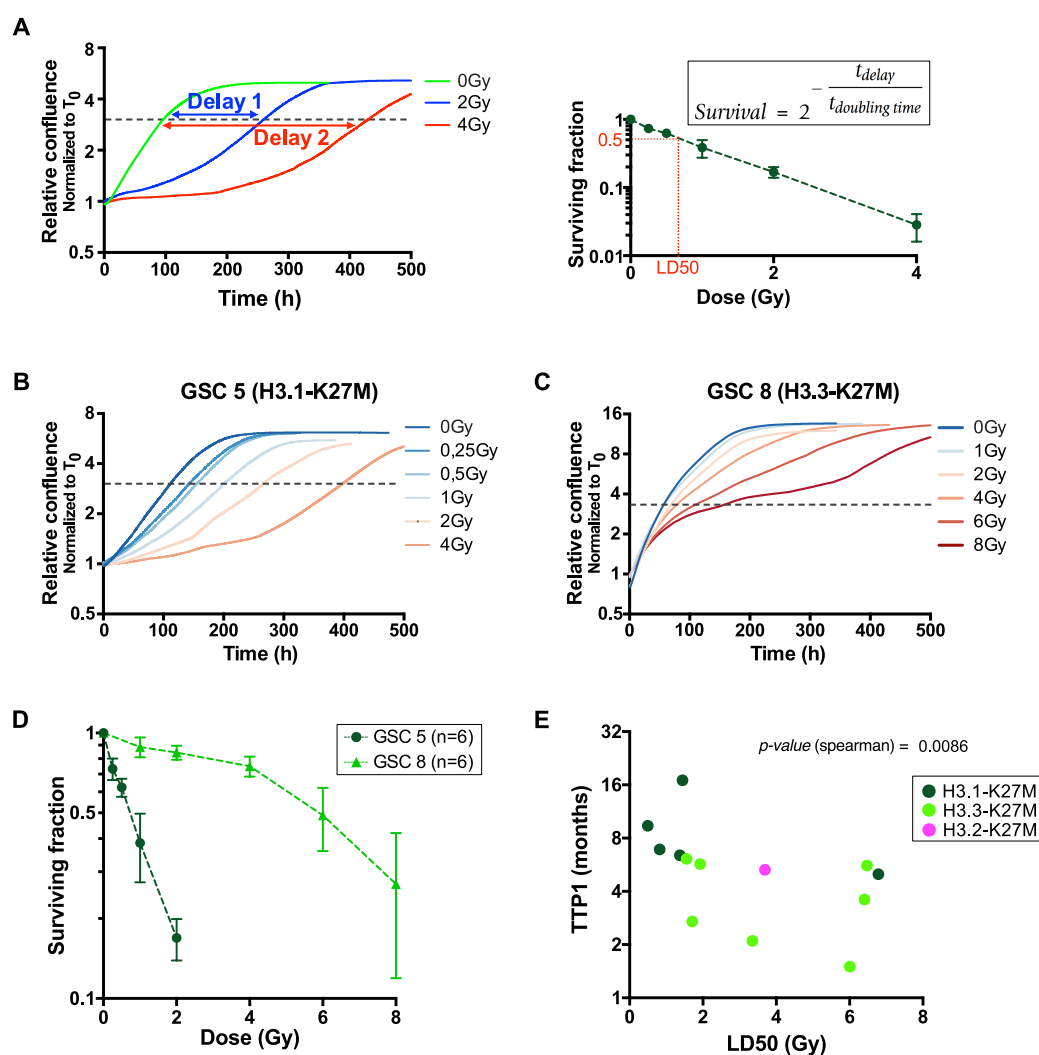 A
Relative confluence
Normalized to T0
8
4
2
1
0.5
0
100
200
300
400
500
Time (h)
Delay 1
Delay 2
0Gy
2Gy
4Gy
Survival = 2 − tdelay / tdoubling time
Surviving fraction
1
0.5
0.1
0.01
0
LD50
2
4
Dose (Gy)
B
GSC 5 (H3.1-K27M)
Relative confluence
Normalized to T0
8
4
2
1
0.5
0
100
200
300
400
500
Time (h)
0Gy
0,25Gy
0,5Gy
1Gy
2Gy
4Gy
C
GSC 8 (H3.3-K27M)
Relative confluence
Normalized to T0
16
8
4
2
1
0.5
0
100
200
300
400
500
Time (h)
0Gy
1Gy
2Gy
4Gy
6Gy
8Gy
D
Surviving fraction
1
0.5
0.1
0
2
4
6
8
Dose (Gy)
GSC 5 (n=6)
GSC 8 (n=6)
E
TTP1 (months)
32
16
8
4
2
1
0
2
4
6
8
LD50 (Gy)
p-value (spearman) = 0.0086
H3.1-K27M
H3.3-K27M
H3.2-K27M